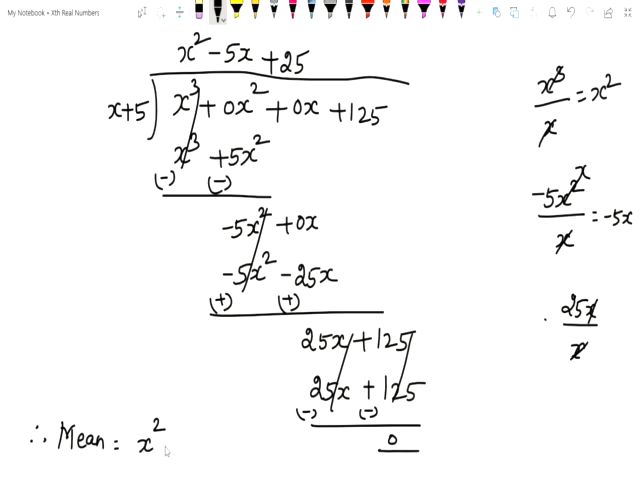 My Notebook » Xth Real Numbers
x² - 5x + 25
x+5 ) x³ + 0x² + 0x + 125
x³ + 5x²
(-) (-)
-5x² + 0x
-5x² - 25x
(+) (+)
25x + 125
25x + 125
(-) (-)
0
∴ Mean = x²
x³/x = x²
-5x²/x = -5x
25x/x